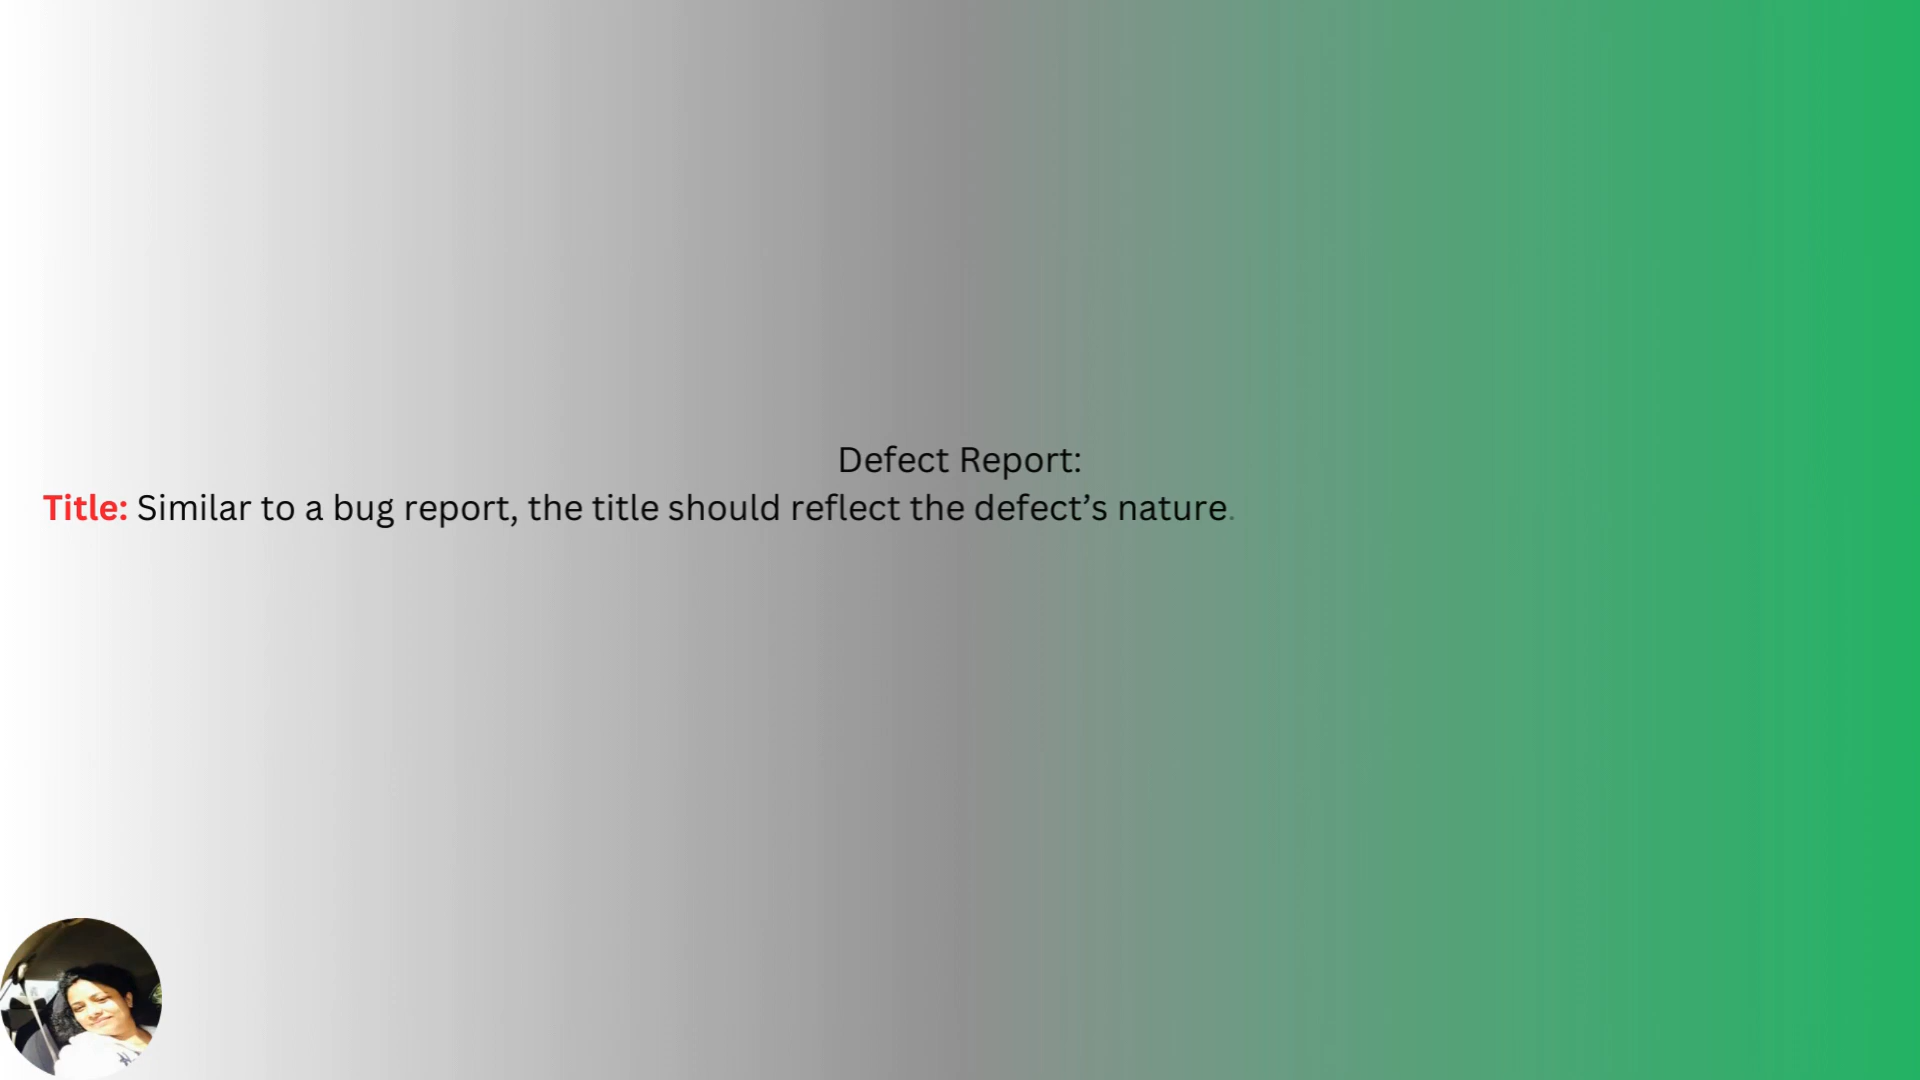 Defect Report:
Title: Similar to a bug report, the title should reflect the defect’s nature.